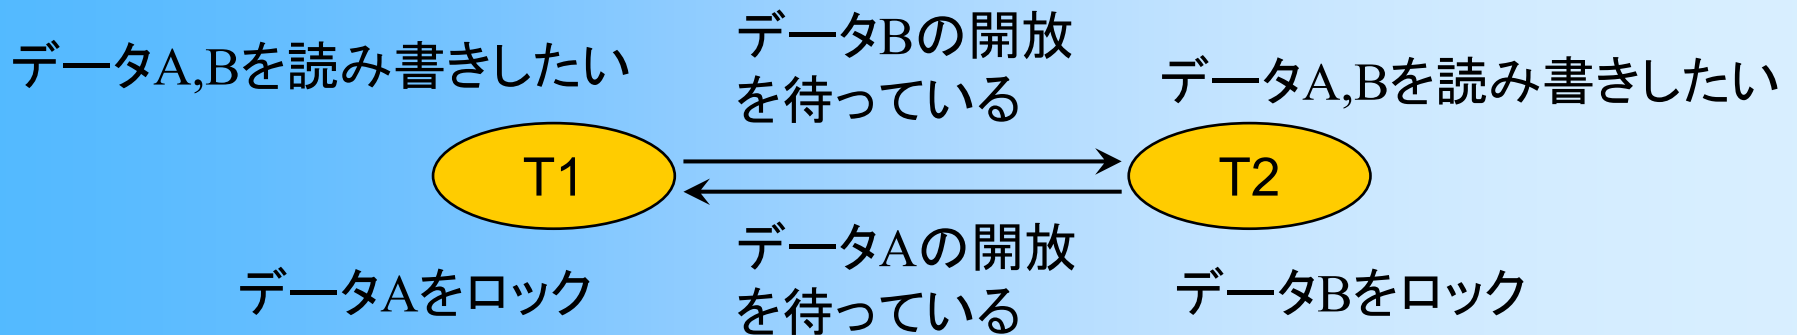 データA,Bを読み書きしたい
データBの開放
を待っている
データA,Bを読み書きしたい
T1
T2
データAをロック
データAの開放
を待っている
データBをロック